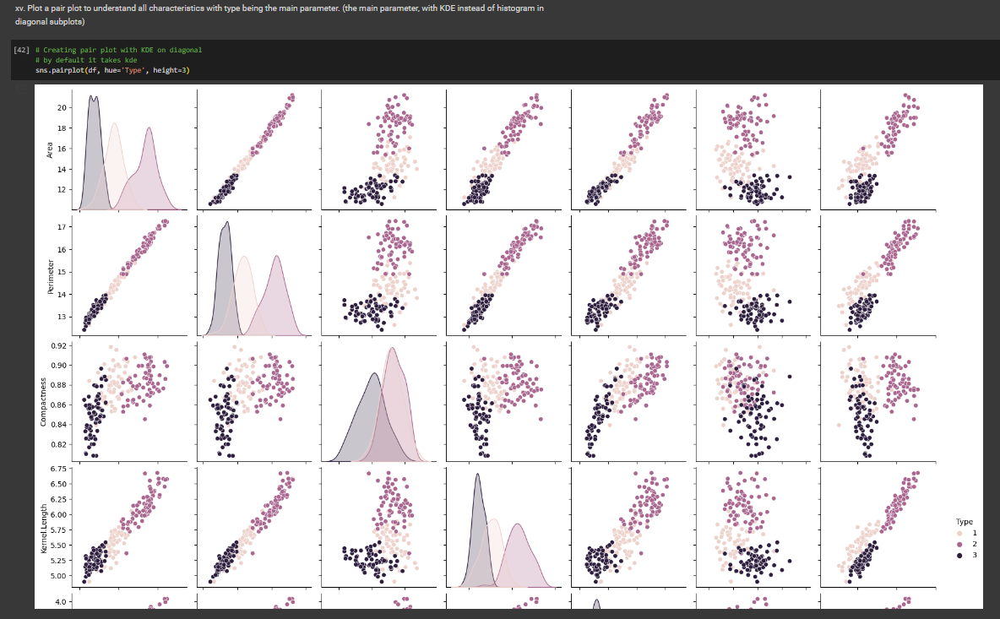 xv. Plot a pair plot to understand all characteristics with type being the main parameter. (the main parameter, with KDE instead of histogram in
diagonal subplots)
[42] # Creating pair plot with KDE on diagonal
# by default it takes kde
sns.pairplot(df, hue='Type', height=3)
20
18
16
14
12
Area
17
16
15
14
13
Perimeter
0.92
0.90
0.88
0.86
0.84
0.82
Compactness
6.75
6.50
6.25
6.00
5.75
5.50
5.25
5.00
Kernel.Length
4.0
Type
1
2
3